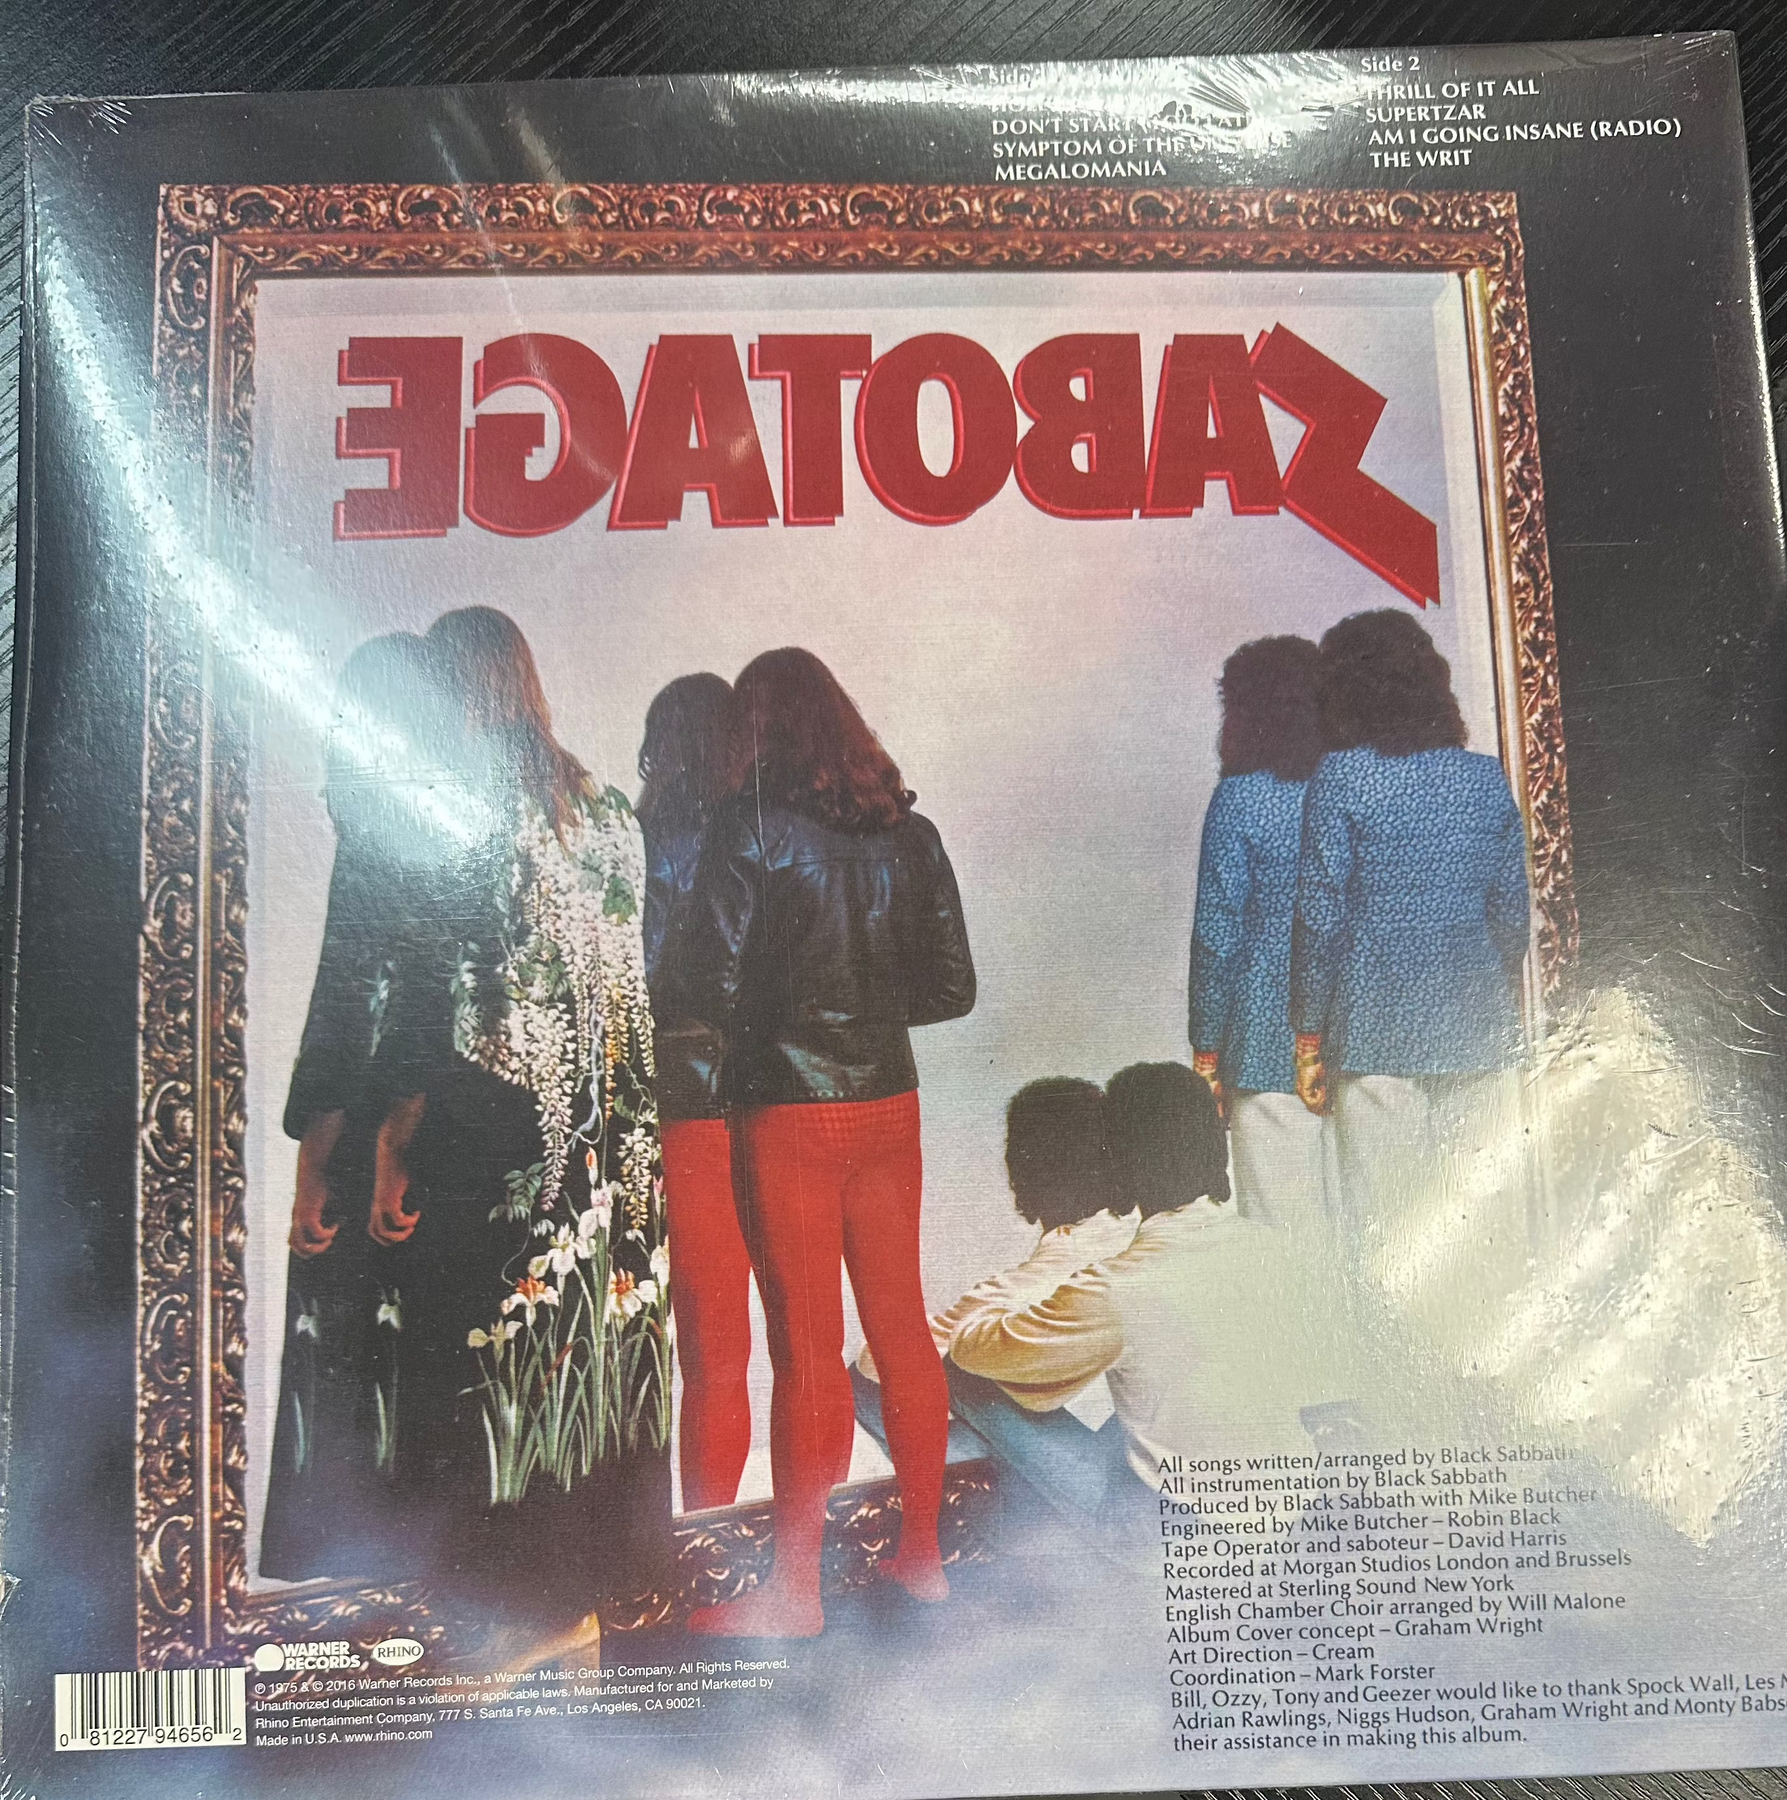 Side
DON'T START
SYMPTOM OF THE UNIVERSE
MEGALOMANIA
Side 2
THRILL OF IT ALL
SUPERTZAR
AM I GOING INSANE (RADIO)
THE WRIT
SABOTAGE
All songs written/arranged by Black Sabbath
All instrumentation by Black Sabbath
Produced by Black Sabbath with Mike Butcher
Engineered by Mike Butcher – Robin Black
Tape Operator and saboteur – David Harris
Recorded at Morgan Studios London and Brussels
Mastered at Sterling Sound New York
English Chamber Choir arranged by Will Malone
Album Cover concept – Graham Wright
Art Direction – Cream
Coordination – Mark Forster
Bill, Ozzy, Tony and Geezer would like to thank Spock Wall, Les
Adrian Rawlings, Niggs Hudson, Graham Wright and Monty Babs
their assistance in making this album.
WARNER
RECORDS
RHINO
℗ 1975 & © 2016 Warner Records Inc., a Warner Music Group Company. All Rights Reserved.
Unauthorized duplication is a violation of applicable laws. Manufactured for and Marketed by
Rhino Entertainment Company, 777 S. Santa Fe Ave., Los Angeles, CA 90021.
Made in U.S.A. www.rhino.com
0 81227 94656 2